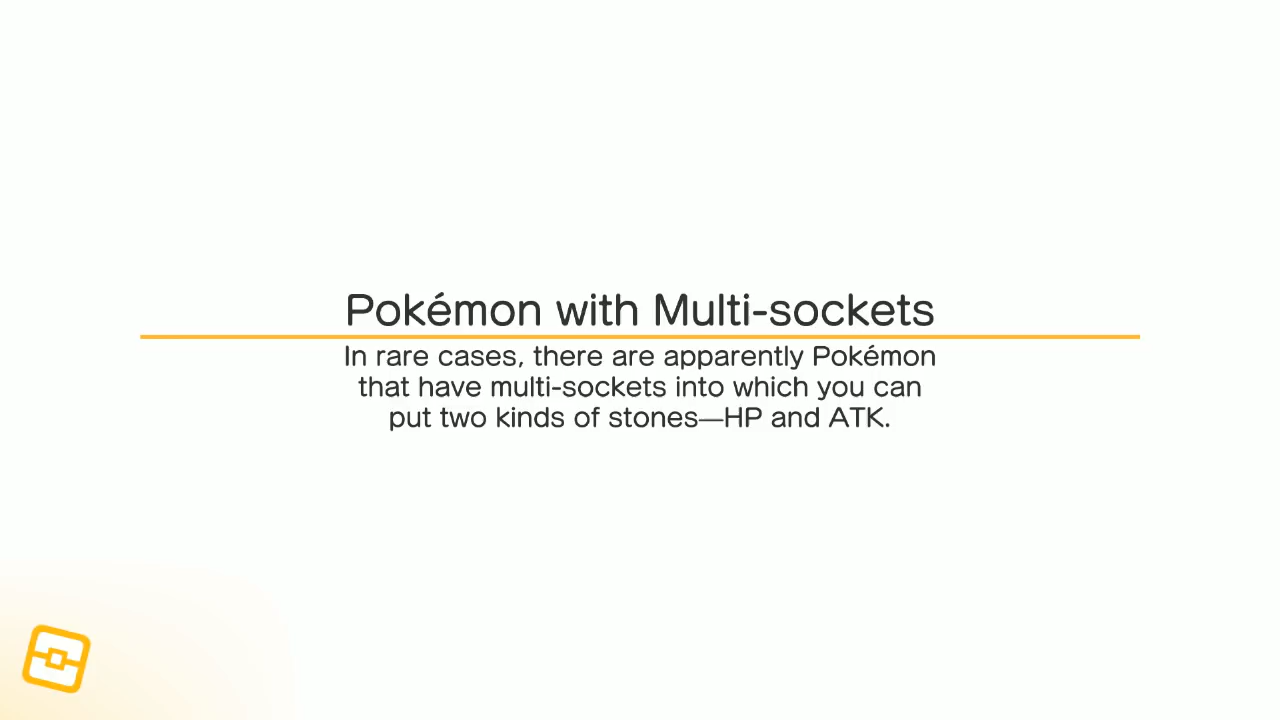 Pokémon with Multi-sockets
In rare cases, there are apparently Pokémon
that have multi-sockets into which you can
put two kinds of stones—HP and ATK.